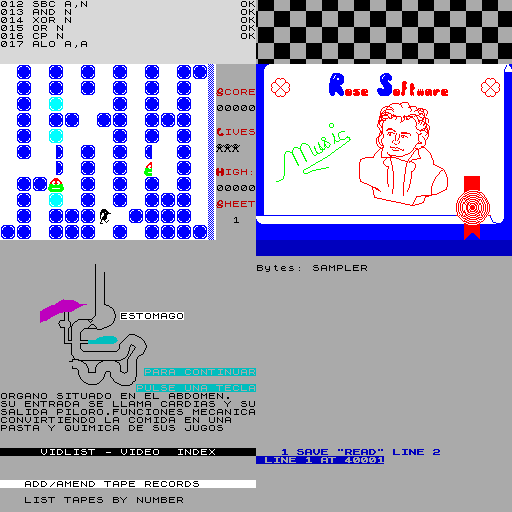 012 SBC A,N OK
013 AND N OK
014 XOR N OK
015 OR N OK
016 CP N OK
017 ALO A,A
SCORE
00000
LIVES
HIGH:
00000
SHEET
1
Rose Software
Music
Bytes: SAMPLER
ESTOMAGO
PARA CONTINUAR
PULSE UNA TECLA
ORGANO SITUADO EN EL ABDOMEN.
SU ENTRADA SE LLAMA CARDIAS Y SU
SALIDA PILORO.FUNCIONES MECANICA
CONVIRTIENDO LA COMIDA EN UNA
PASTA Y QUIMICA DE SUS JUGOS
VIDLIST - VIDEO INDEX
ADD/AMEND TAPE RECORDS
LIST TAPES BY NUMBER
1 SAVE "READ" LINE 2
LINE 1 AT 40001